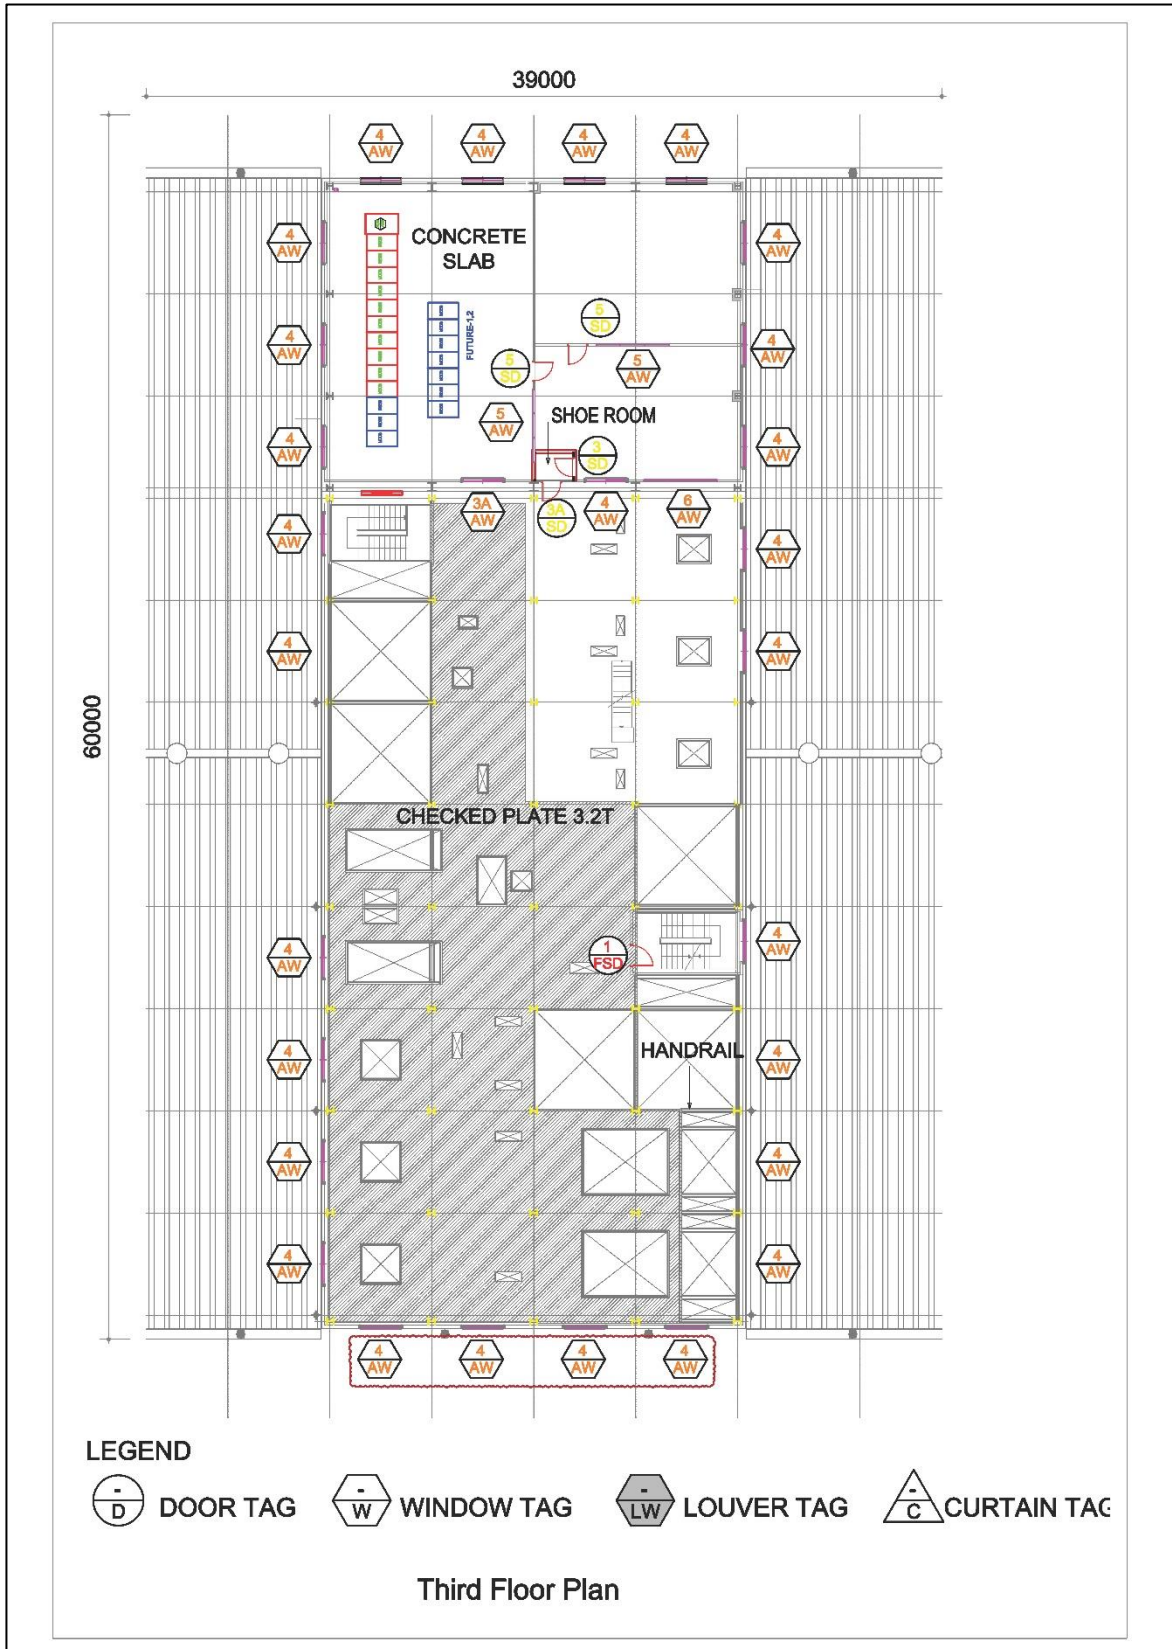 39000
4 AW
4 AW
4 AW
4 AW
4 AW
CONCRETE
SLAB
4 AW
5 SD
4 AW
FUTURE-1,2
5 SD
5 AW
4 AW
4 AW
5 AW
SHOE ROOM
3 SD
4 AW
3A AW
3A SD
4 AW
6 AW
4 AW
4 AW
4 AW
4 AW
60000
CHECKED PLATE 3.2T
4 AW
1 FSD
4 AW
4 AW
HANDRAIL
4 AW
4 AW
4 AW
4 AW
4 AW
4 AW
4 AW
4 AW
4 AW
LEGEND
- D DOOR TAG
- W WINDOW TAG
- LW LOUVER TAG
- C CURTAIN TAG
Third Floor Plan